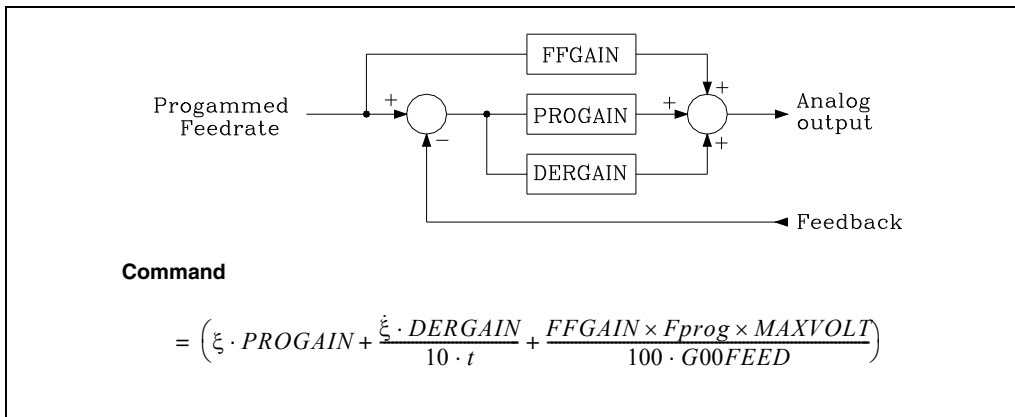 FFGAIN
Progammed
Feedrate
+
+
+
PROGAIN
Analog
output
−
+
DERGAIN
Feedback
Command
= (ξ · PROGAIN + ξ̇ · DERGAIN / 10 · t + FFGAIN × Fprog × MAXVOLT / 100 · G00FEED)